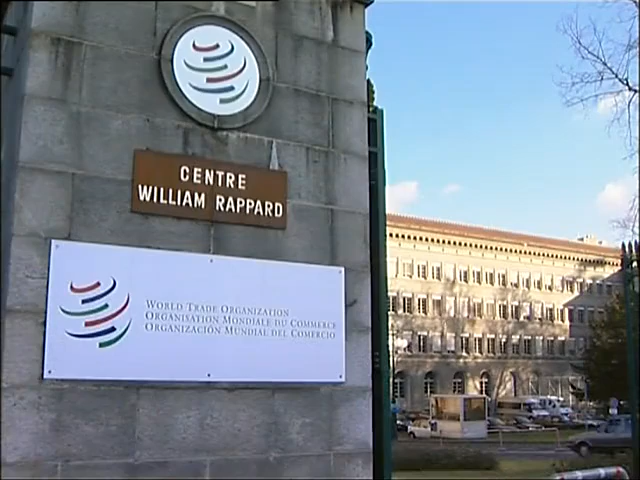 CENTRE
WILLIAM RAPPARD
WORLD TRADE ORGANIZATION
ORGANISATION MONDIALE DU COMMERCE
ORGANIZACIÓN MUNDIAL DEL COMERCIO